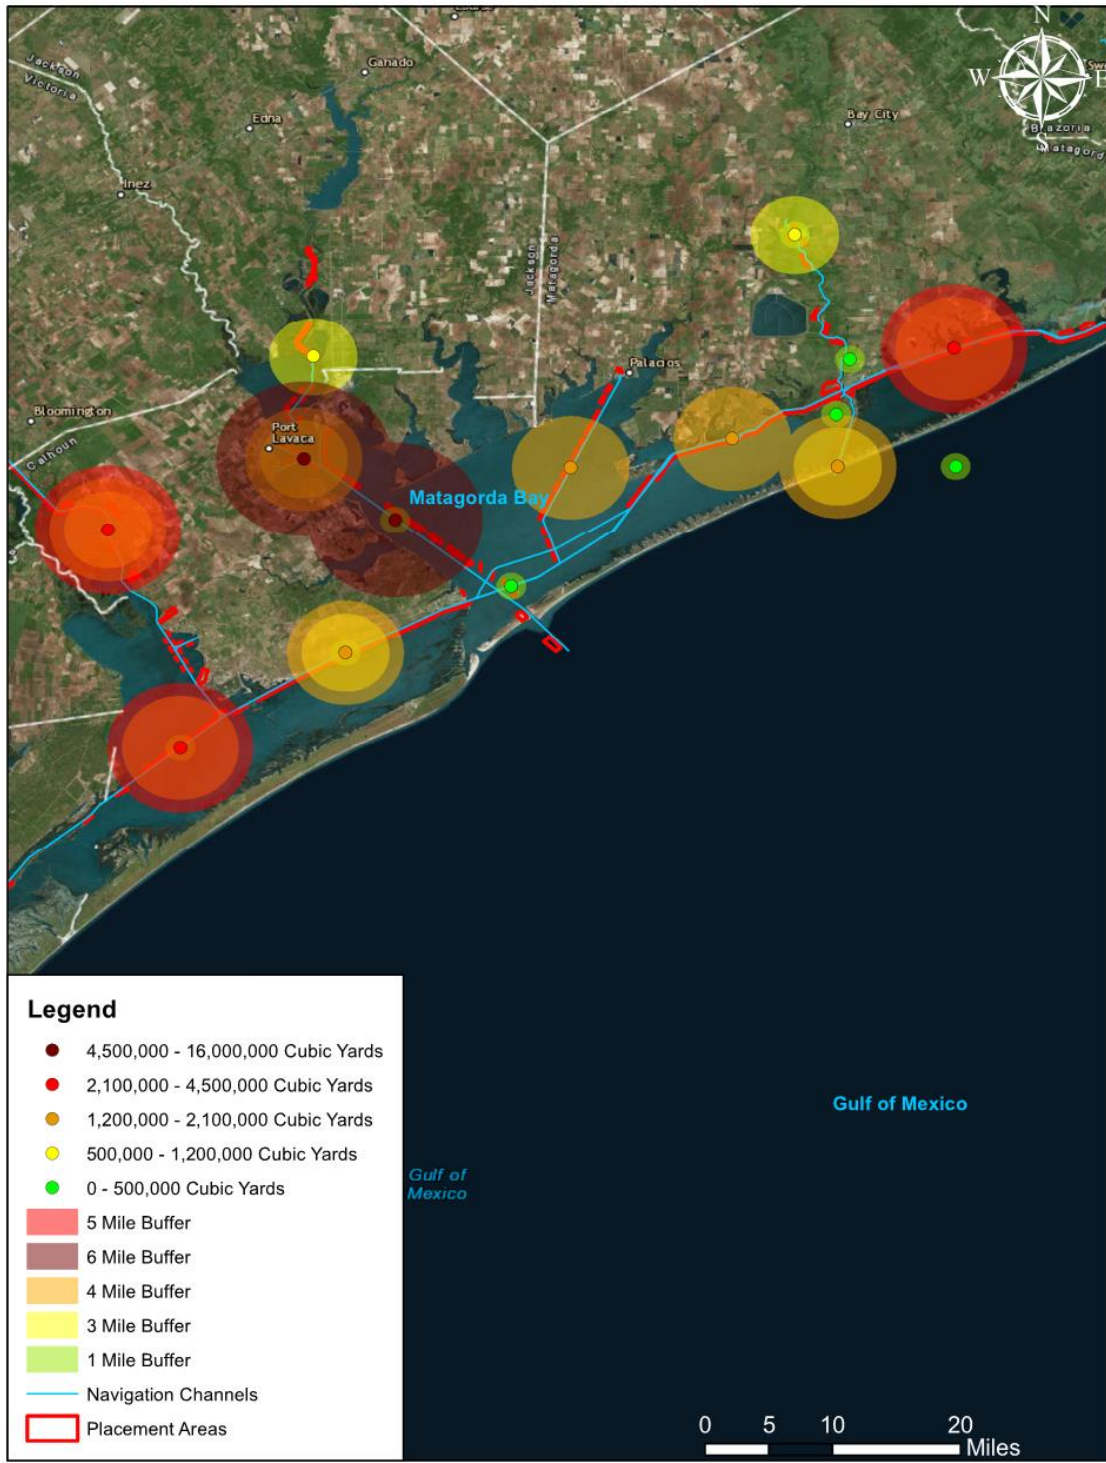 N
Ganado
W
E
Jackson
Victoria
Edna
Bay City
Brazoria
S
Inez
Jackson
Matagorda
Palacios
Bloomington
Port
Lavaca
Calhoun
Matagorda Bay
Legend
4,500,000 - 16,000,000 Cubic Yards
2,100,000 - 4,500,000 Cubic Yards
1,200,000 - 2,100,000 Cubic Yards
500,000 - 1,200,000 Cubic Yards
0 - 500,000 Cubic Yards
5 Mile Buffer
6 Mile Buffer
4 Mile Buffer
3 Mile Buffer
1 Mile Buffer
Navigation Channels
Placement Areas
Gulf of Mexico
Gulf of
Mexico
0 5 10 20
Miles